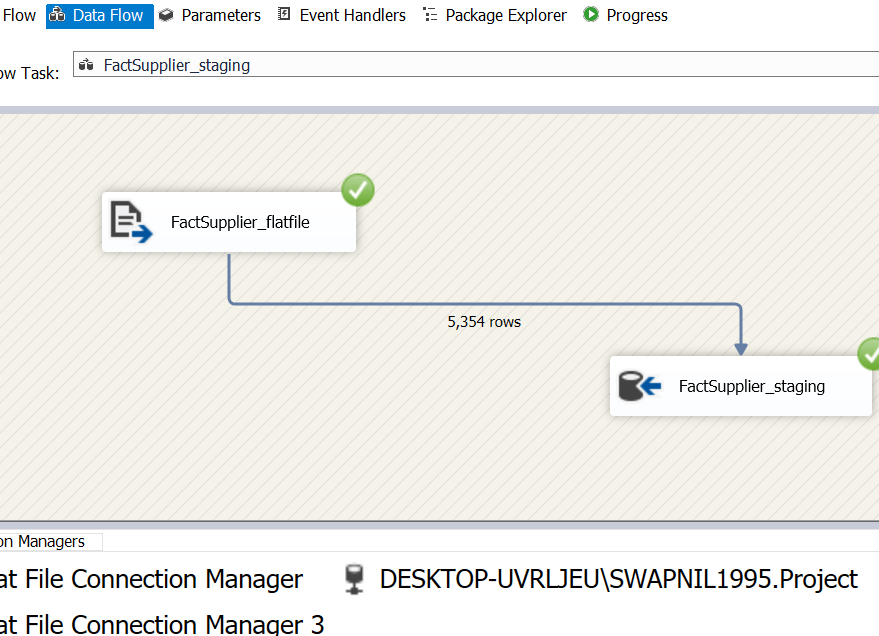 Flow Data Flow Parameters Event Handlers Package Explorer Progress
ow Task: FactSupplier_staging
FactSupplier_flatfile
5,354 rows
FactSupplier_staging
on Managers
at File Connection Manager DESKTOP-UVRLJEU\SWAPNIL1995.Project
at File Connection Manager 3